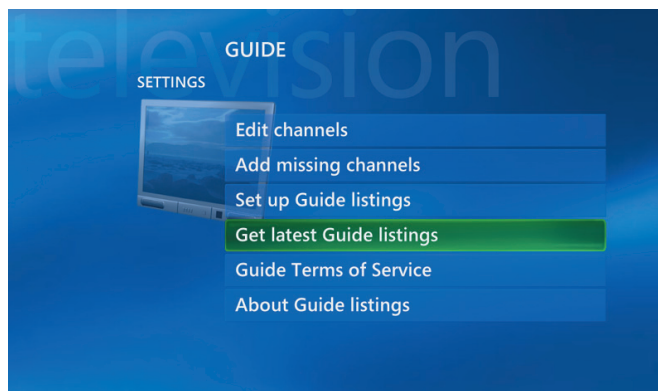 television
GUIDE
SETTINGS
Edit channels
Add missing channels
Set up Guide listings
Get latest Guide listings
Guide Terms of Service
About Guide listings